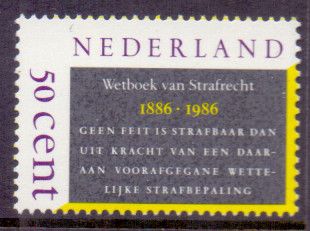 NEDERLAND
50 cent
Wetboek van Strafrecht
1886 · 1986
GEEN FEIT IS STRAFBAAR DAN
UIT KRACHT VAN EEN DAAR-
AAN VOORAFGEGANE WETTE-
LIJKE STRAFBEPALING